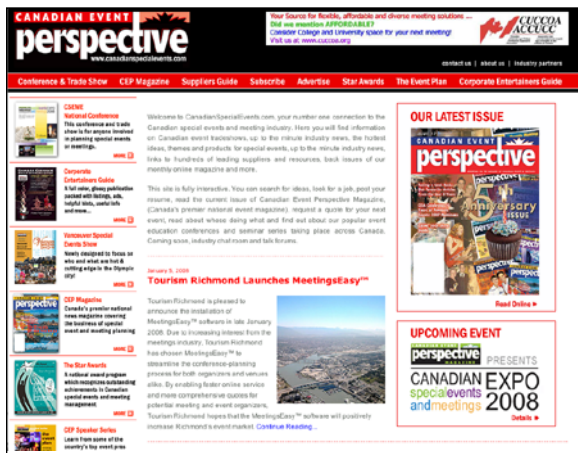 CANADIAN EVENT
perspective
www.canadianspecialevents.com
Your Source for flexible, affordable and diverse meeting solutions ...
Did we mention AFFORDABLE?
Consider College and University space for your next meeting!
Visit us at www.cuccoa.org
CUCCOA
ACCUCC
contact us | about us | industry partners
Conference & Trade Show CEP Magazine Suppliers Guide Subscribe Advertise Star Awards The Event Plan Corporate Entertainers Guide
CSEME
National Conference
This conference and trade
show is for anyone involved
in planning special events
or meetings.
MORE
Corporate
Entertainers Guide
A full color, glossy publication
packed with listings, ads,
helpful hints, useful info
and more...
MORE
Vancouver Special
Events Show
Newly designed to focus on
who and what are hot &
cutting edge in the Olympic
city!
MORE
CEP Magazine
Canada's premier national
news magazine covering
the business of special
event and meeting planning
MORE
The Star Awards
A national award program
which recognizes outstanding
achievements in Canadian
special events and meeting
management
MORE
CEP Speaker Series
Learn from some of the
country's top event pros
Welcome to CanadianSpecialEvents.com, your number one connection to the
Canadian special events and meeting industry. Here you will find information
on Canadian event tradeshows, up to the minute industry news, the hottest
ideas, themes and products for special events, up to the minute industry news,
links to hundreds of leading suppliers and resources, back issues of our
monthly online magazine and more.
This site is fully interactive. You can search for ideas, look for a job, post your
resume, read the current issue of Canadian Event Perspective Magazine,
(Canada's premier national event magazine), request a quote for your next
event, read about whose doing what and find out about our popular event
education conferences and seminar series taking place across Canada.
Coming soon, industry chat room and talk forums.
January 5, 2008
Tourism Richmond Launches MeetingsEasy™
Tourism Richmond is pleased to
announce the installation of
MeetingsEasy™ software in late January
2008. Due to increasing interest from the
meetings industry, Tourism Richmond
has chosen MeetingsEasy™ to
streamline the conference-planning
process for both organizers and venues
alike. By enabling faster online service
and more comprehensive quotes for
potential meeting and event organizers,
Tourism Richmond hopes that the MeetingsEasy™ software will positively
increase Richmond's event market. Continue Reading...
OUR LATEST ISSUE
CANADIAN EVENT
perspective
5th
Anniversary
ISSUE
Read Online
UPCOMING EVENT
CANADIAN EVENT
perspective
MAGAZINE
PRESENTS
CANADIAN EXPO
specialevents
andmeetings 2008
Details